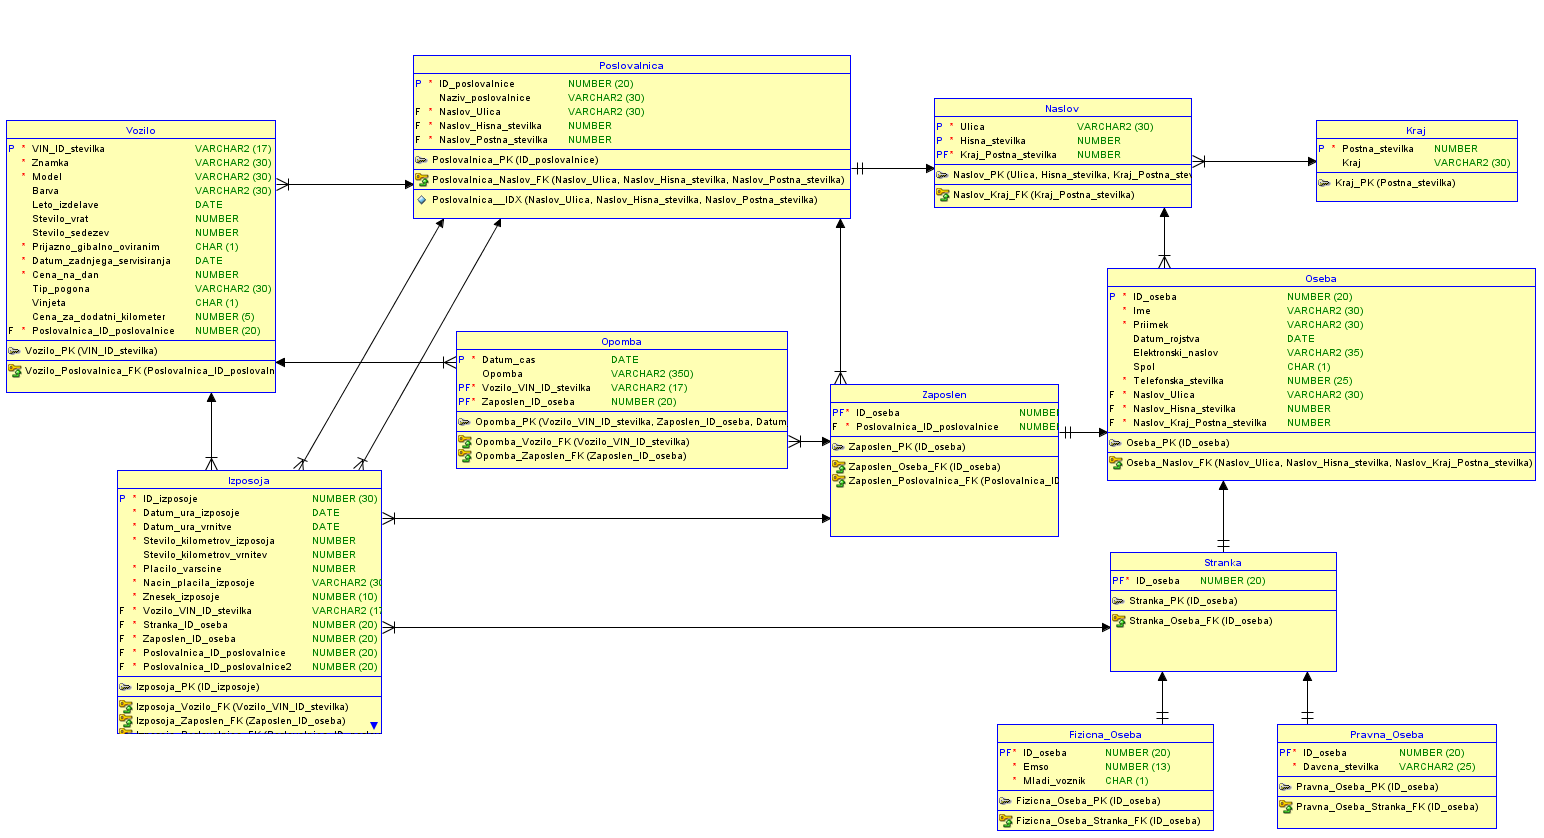 Poslovalnica
P * ID_poslovalnice NUMBER (20)
Naziv_poslovalnice VARCHAR2 (30)
F * Naslov_Ulica VARCHAR2 (30)
F * Naslov_Hisna_stevilka NUMBER
F * Naslov_Postna_stevilka NUMBER
Poslovalnica_PK (ID_poslovalnice)
Poslovalnica_Naslov_FK (Naslov_Ulica, Naslov_Hisna_stevilka, Naslov_Postna_stevilka)
Poslovalnica__IDX (Naslov_Ulica, Naslov_Hisna_stevilka, Naslov_Postna_stevilka)
Naslov
P * Ulica VARCHAR2 (30)
P * Hisna_stevilka NUMBER
PF* Kraj_Postna_stevilka NUMBER
Naslov_PK (Ulica, Hisna_stevilka, Kraj_Postna_stev
Naslov_Kraj_FK (Kraj_Postna_stevilka)
Kraj
P * Postna_stevilka NUMBER
Kraj VARCHAR2 (30)
Kraj_PK (Postna_stevilka)
Vozilo
P * VIN_ID_stevilka VARCHAR2 (17)
* Znamka VARCHAR2 (30)
* Model VARCHAR2 (30)
Barva VARCHAR2 (30)
Leto_izdelave DATE
Stevilo_vrat NUMBER
Stevilo_sedezev NUMBER
* Prijazno_gibalno_oviranim CHAR (1)
* Datum_zadnjega_servisiranja DATE
* Cena_na_dan NUMBER
Tip_pogona VARCHAR2 (30)
Vinjeta CHAR (1)
Cena_za_dodatni_kilometer NUMBER (5)
F * Poslovalnica_ID_poslovalnice NUMBER (20)
Vozilo_PK (VIN_ID_stevilka)
Vozilo_Poslovalnica_FK (Poslovalnica_ID_poslovaln
Oseba
P * ID_oseba NUMBER (20)
* Ime VARCHAR2 (30)
* Priimek VARCHAR2 (30)
Datum_rojstva DATE
Elektronski_naslov VARCHAR2 (35)
Spol CHAR (1)
* Telefonska_stevilka NUMBER (25)
F * Naslov_Ulica VARCHAR2 (30)
F * Naslov_Hisna_stevilka NUMBER
F * Naslov_Kraj_Postna_stevilka NUMBER
Oseba_PK (ID_oseba)
Oseba_Naslov_FK (Naslov_Ulica, Naslov_Hisna_stevilka, Naslov_Kraj_Postna_stevilka)
Opomba
P * Datum_cas DATE
Opomba VARCHAR2 (350)
PF* Vozilo_VIN_ID_stevilka VARCHAR2 (17)
PF* Zaposlen_ID_oseba NUMBER (20)
Opomba_PK (Vozilo_VIN_ID_stevilka, Zaposlen_ID_oseba, Datum
Opomba_Vozilo_FK (Vozilo_VIN_ID_stevilka)
Opomba_Zaposlen_FK (Zaposlen_ID_oseba)
Zaposlen
PF* ID_oseba NUMBE
F * Poslovalnica_ID_poslovalnice NUMBE
Zaposlen_PK (ID_oseba)
Zaposlen_Oseba_FK (ID_oseba)
Zaposlen_Poslovalnica_FK (Poslovalnica_ID
Izposoja
P * ID_izposoje NUMBER (30)
* Datum_ura_izposoje DATE
* Datum_ura_vrnitve DATE
* Stevilo_kilometrov_izposoja NUMBER
Stevilo_kilometrov_vrnitev NUMBER
* Placilo_varscine NUMBER
* Nacin_placila_izposoje VARCHAR2 (30
* Znesek_izposoje NUMBER (10)
F * Vozilo_VIN_ID_stevilka VARCHAR2 (17
F * Stranka_ID_oseba NUMBER (20)
F * Zaposlen_ID_oseba NUMBER (20)
F * Poslovalnica_ID_poslovalnice NUMBER (20)
F * Poslovalnica_ID_poslovalnice2 NUMBER (20)
Izposoja_PK (ID_izposoje)
Izposoja_Vozilo_FK (Vozilo_VIN_ID_stevilka)
Izposoja_Zaposlen_FK (Zaposlen_ID_oseba)
Stranka
PF* ID_oseba NUMBER (20)
Stranka_PK (ID_oseba)
Stranka_Oseba_FK (ID_oseba)
Fizicna_Oseba
PF* ID_oseba NUMBER (20)
* Emso NUMBER (13)
* Mladi_voznik CHAR (1)
Fizicna_Oseba_PK (ID_oseba)
Fizicna_Oseba_Stranka_FK (ID_oseba)
Pravna_Oseba
PF* ID_oseba NUMBER (20)
* Davcna_stevilka VARCHAR2 (25)
Pravna_Oseba_PK (ID_oseba)
Pravna_Oseba_Stranka_FK (ID_oseba)